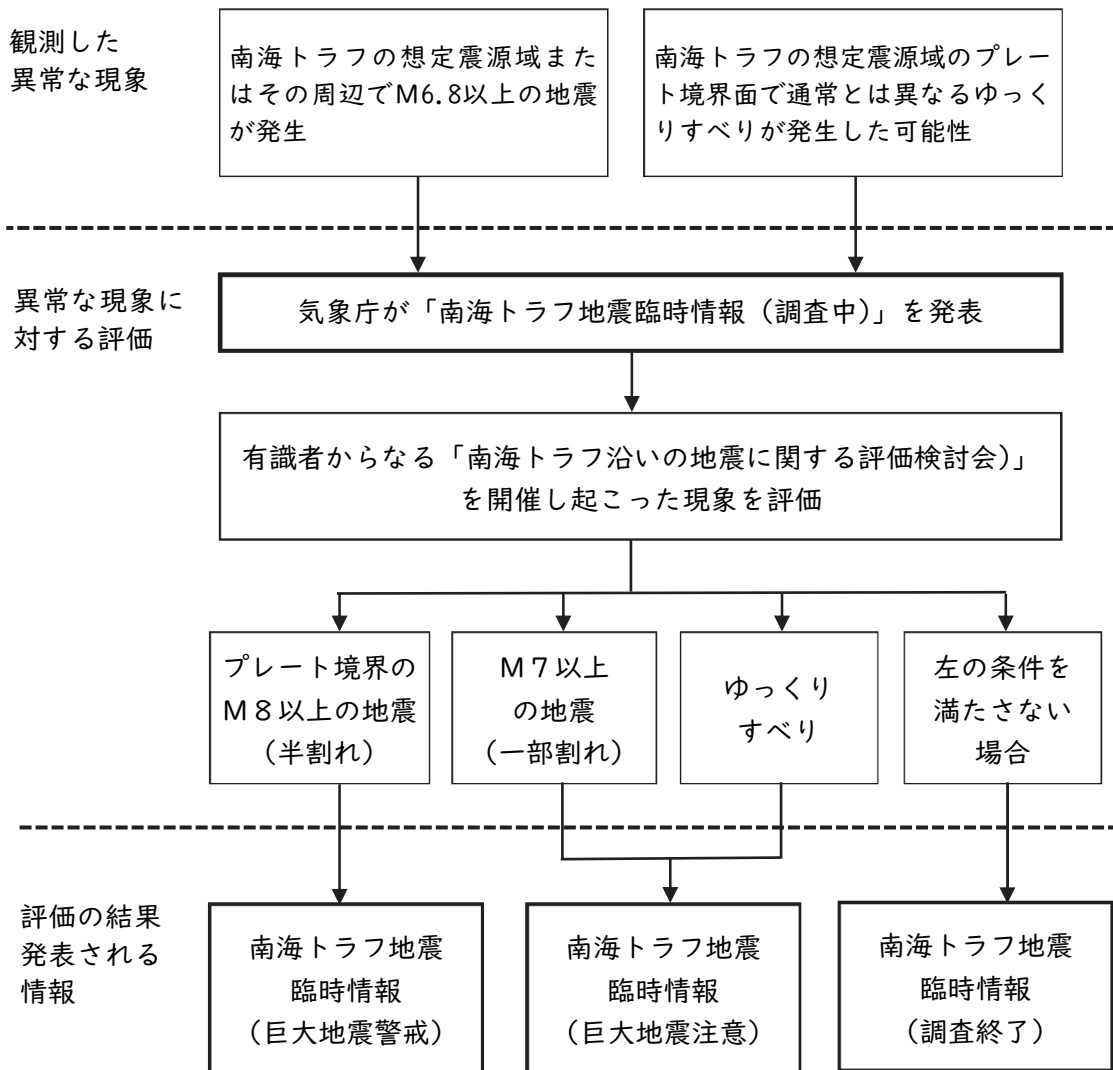 観測した
異常な現象
南海トラフの想定震源域また
はその周辺でM6.8以上の地震
が発生
南海トラフの想定震源域のプレー
ト境界面で通常とは異なるゆっく
りすべりが発生した可能性
異常な現象に
対する評価
気象庁が「南海トラフ地震臨時情報（調査中）」を発表
有識者からなる「南海トラフ沿いの地震に関する評価検討会）」
を開催し起こった現象を評価
プレート境界の
M８以上の地震
（半割れ）
M７以上
の地震
（一部割れ）
ゆっくり
すべり
左の条件を
満たさない
場合
評価の結果
発表される
情報
南海トラフ地震
臨時情報
（巨大地震警戒）
南海トラフ地震
臨時情報
（巨大地震注意）
南海トラフ地震
臨時情報
（調査終了）